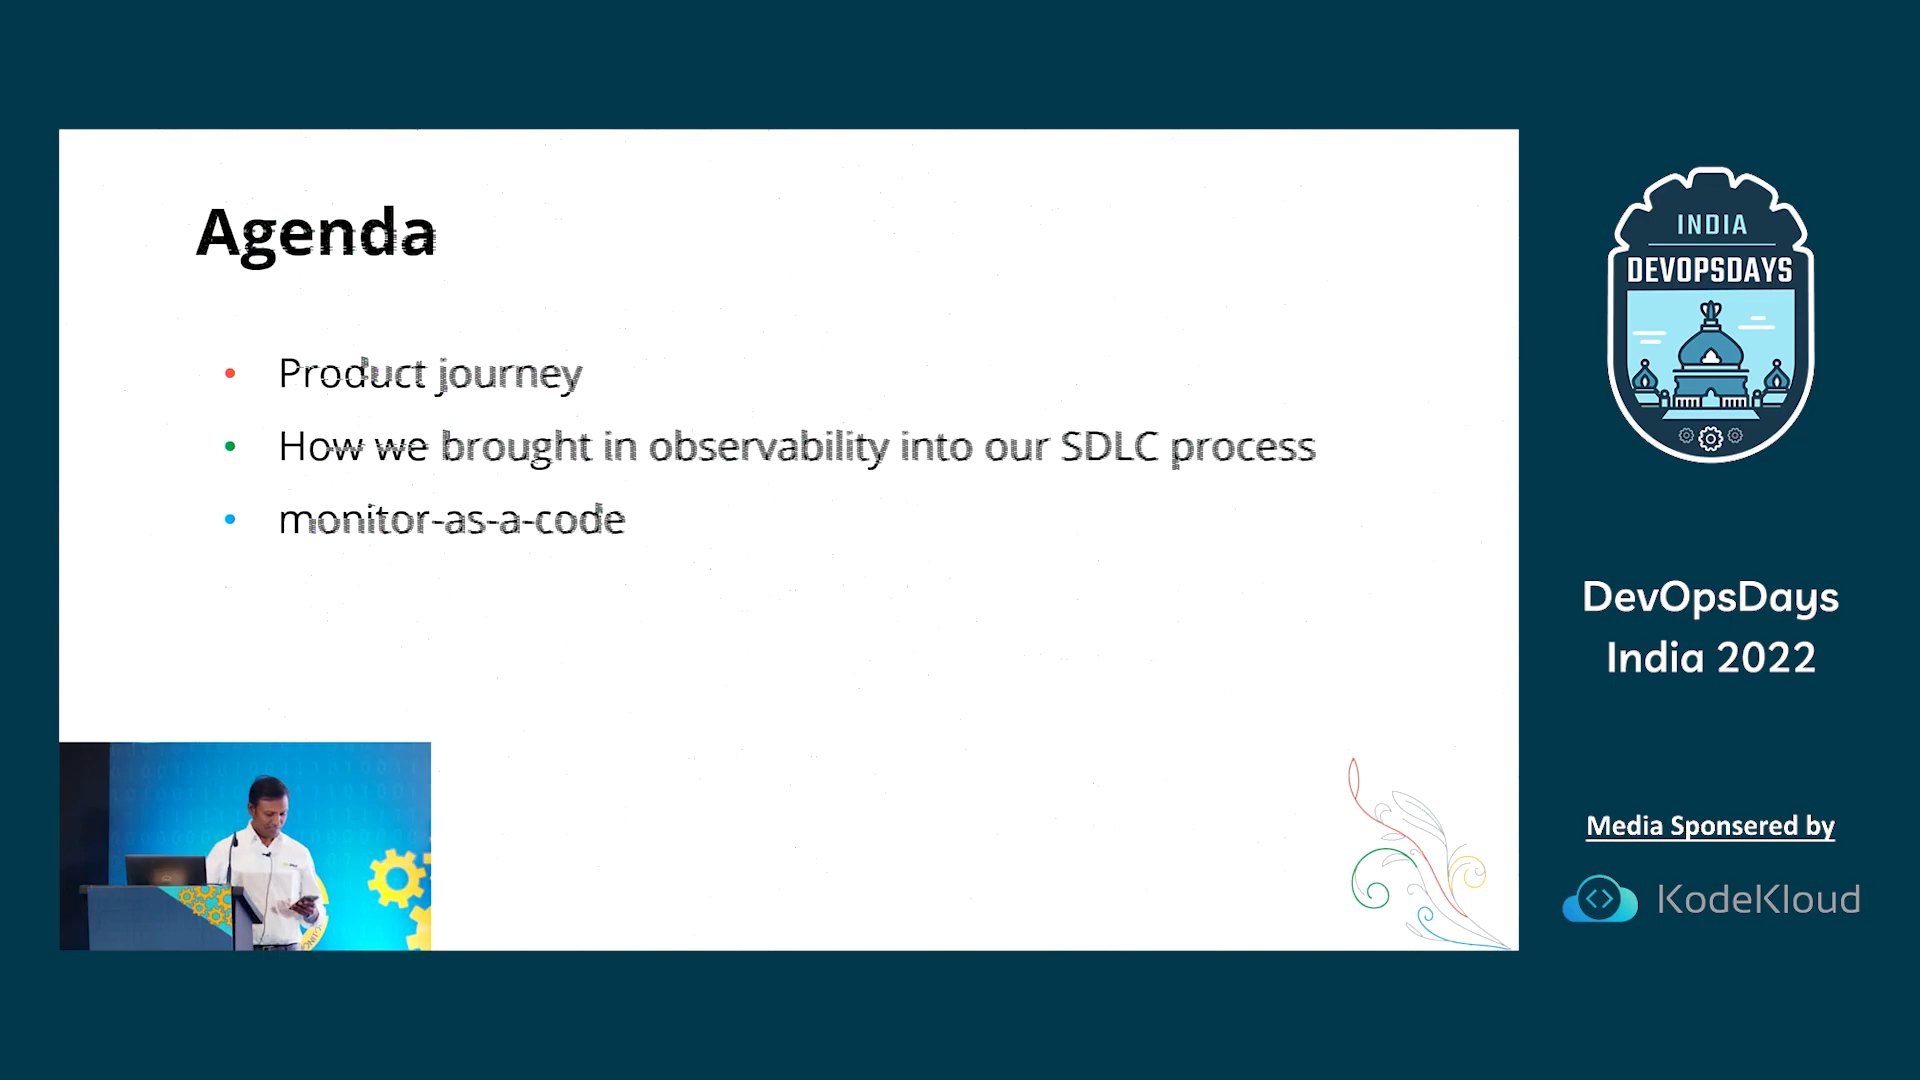 Agenda
Product journey
How we brought in observability into our SDLC process
monitor-as-a-code
INDIA
DEVOPSDAYS
DevOpsDays
India 2022
Media Sponsered by
KodeKloud